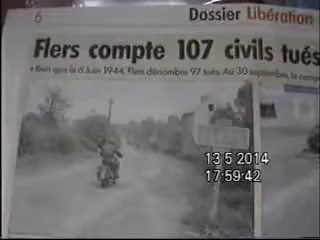 6
Dossier Libération
Flers compte 107 civils tués
• Rien que le 6 Juin 1944, Flers dénombre 97 tués. Au 30 septembre, le comp
13 5 2014
17:59:42